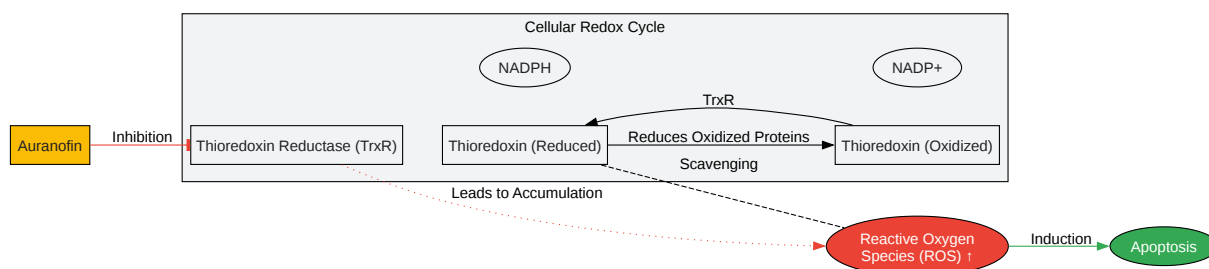 Cellular Redox Cycle
NADPH
NADP+
TrxR
Auranofin
Inhibition
Thioredoxin Reductase (TrxR)
Thioredoxin (Reduced)
Reduces Oxidized Proteins
Thioredoxin (Oxidized)
Scavenging
Leads to Accumulation
Reactive Oxygen
Species (ROS) ↑
Induction
Apoptosis